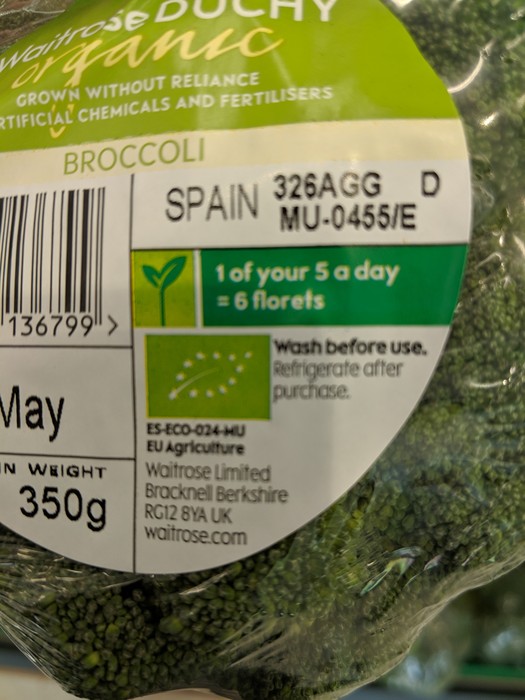 Waitrose DUCHY
organic
GROWN WITHOUT RELIANCE
ARTIFICIAL CHEMICALS AND FERTILISERS
BROCCOLI
SPAIN 326AGG D
MU-0455/E
1 of your 5 a day
= 6 florets
136799 >
Wash before use.
Refrigerate after
purchase.
May
ES-ECO-024-MU
EU Agriculture
IN WEIGHT
350g
Waitrose Limited
Bracknell Berkshire
RG12 8YA UK
waitrose.com